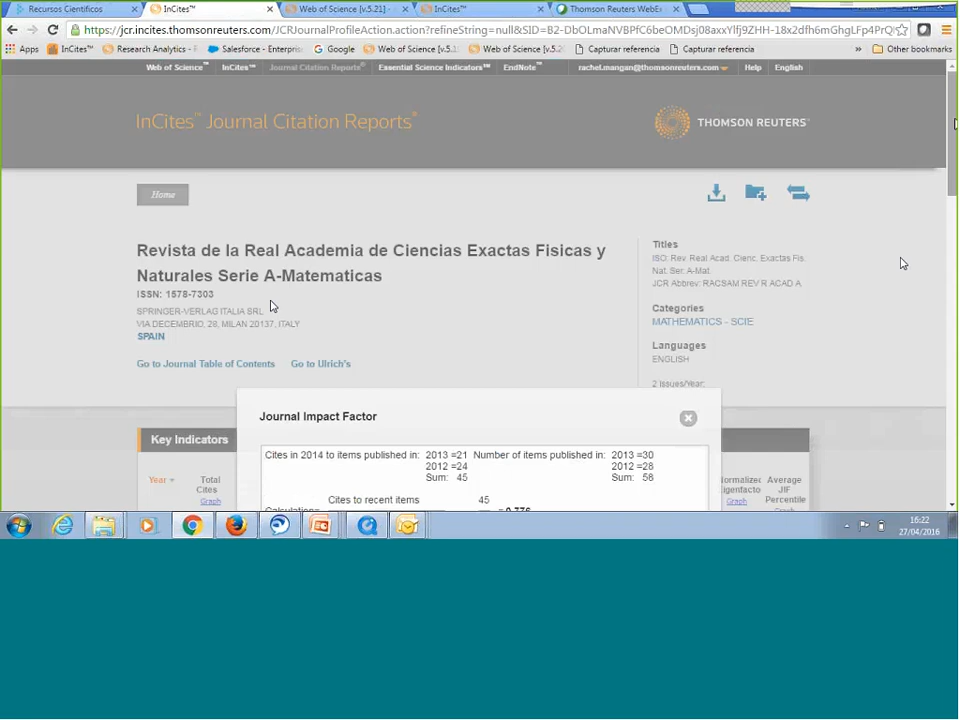 Recursos Científicos
InCites™
Web of Science [v.5.21] -
InCites™
Thomson Reuters WebEx
https://jcr.incites.thomsonreuters.com/JCRJournalProfileAction.action?refineString=null&SID=
Apps
InCites™
Research Analytics -
Salesforce - Enterpris
Google
Web of Science [v.5.1
Web of Science [v.5.2
Capturar referencia
Capturar referencia
»
Other bookmarks
Web of Science™
InCites™
Journal Citation Reports®
Essential Science Indicators™
EndNote™
rachel.mangan@thomsonreuters.com
Help
English
InCites™ Journal Citation Reports®
THOMSON REUTERS™
Home
Revista de la Real Academia de Ciencias Exactas Fisicas y
Naturales Serie A-Matematicas
ISSN: 1578-7303
SPRINGER-VERLAG ITALIA SRL
VIA DECEMBRIO, 28, MILAN 20137, ITALY
SPAIN
Go to Journal Table of Contents
Go to Ulrich's
Titles
ISO: Rev. Real Acad. Cienc. Exactas Fis.
Nat. Ser. A-Mat.
JCR Abbrev: RACSAM REV R ACAD A
Categories
MATHEMATICS - SCIE
Languages
ENGLISH
2 Issues/Year;
Key Indicators
Year
Total
Cites
Graph
Journal Impact Factor
Cites in 2014 to items published in: 2013 =21 Number of items published in: 2013 =30
2012 =24 2012 =28
Sum: 45 Sum: 58
Cites to recent items 45
Calculation= = 0.776
Average
JIF
Percentile
Graph
Graph
16:22
27/04/2016